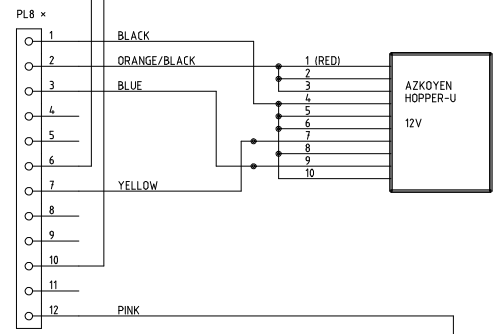 PL8 ×
1 BLACK
2 ORANGE/BLACK 1 (RED)
2
3 BLUE 3
4
AZKOYEN
HOPPER-U
12V
4 5
6
5 7
8
6 9
7 YELLOW 10
8
9
10
11
12 PINK